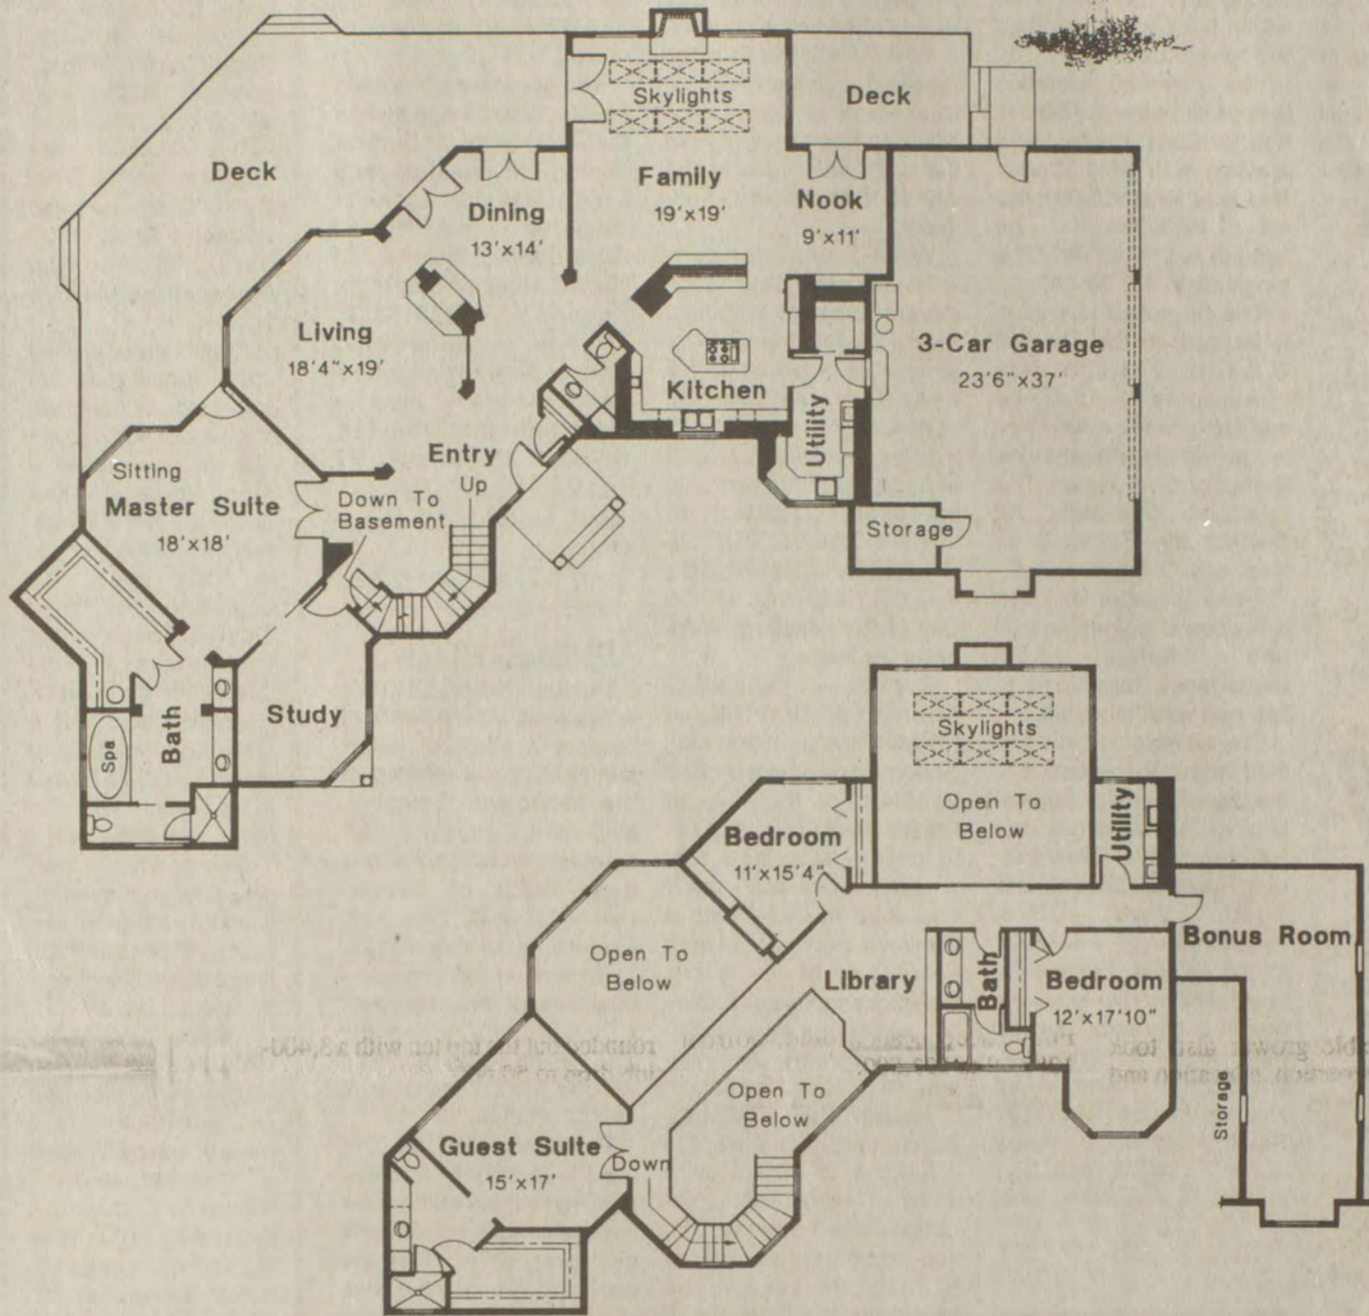 Skylights
Deck
Deck
Family
19'x19'
Nook
9'x11'
Dining
13'x14'
Living
18'4"x19'
3-Car Garage
23'6"x37'
Kitchen
Utility
Entry
Up
Sitting
Master Suite
18'x18'
Down To
Basement
Storage
Study
Bath
Spa
Skylights
Open To
Below
Utility
Bedroom
11'x15'4"
Bonus Room
Open To
Below
Library
Bath
Bedroom
12'x17'10"
Open To
Below
Storage
Guest Suite
15'x17'
Down